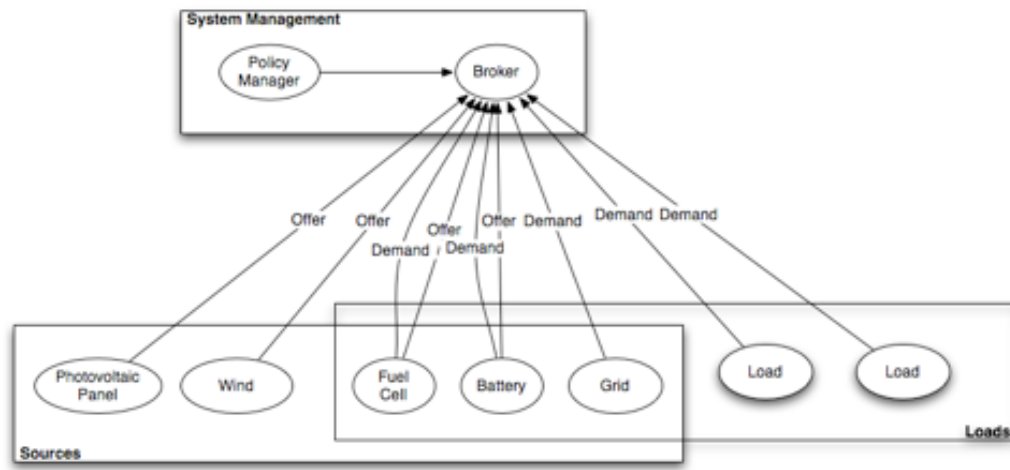 System Management
Policy
Manager
Broker
Offer
Offer
Demand
Offer
Demand
Offer
Demand
Demand
Demand
Photovoltaic
Panel
Wind
Fuel
Cell
Battery
Grid
Load
Load
Sources
Loads